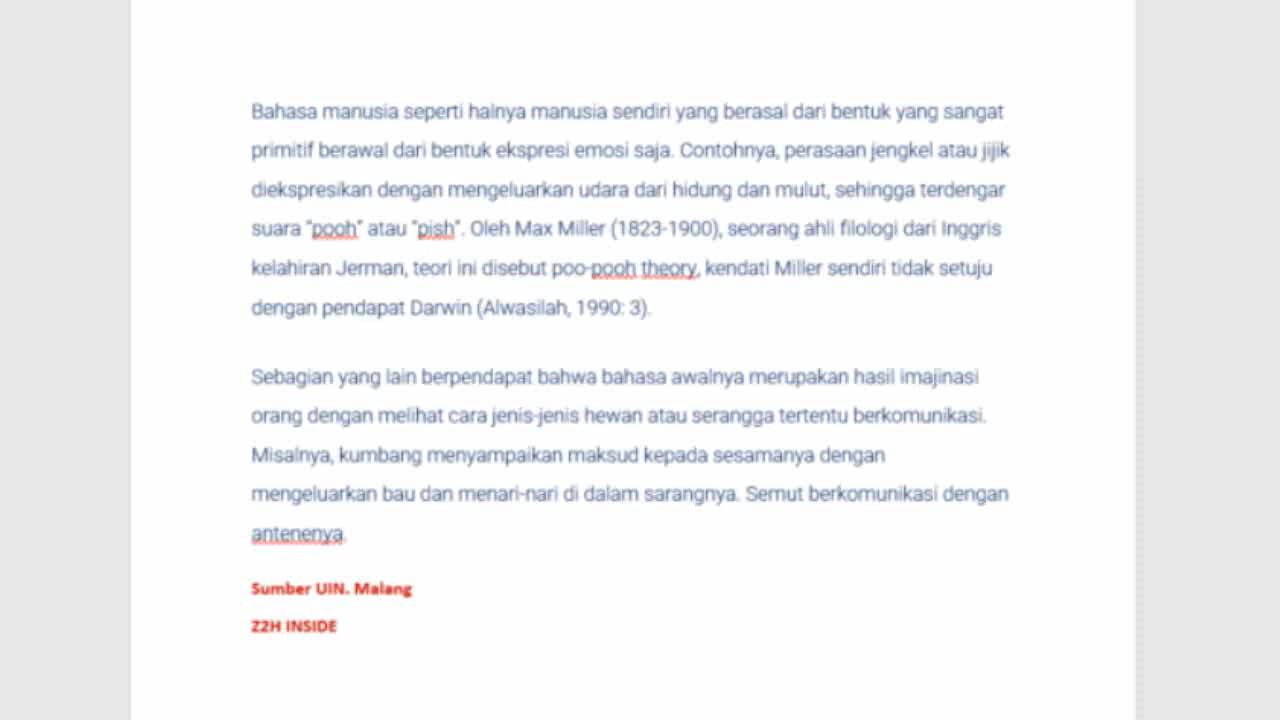 Bahasa manusia seperti halnya manusia sendiri yang berasal dari bentuk yang sangat
primitif berawal dari bentuk ekspresi emosi saja. Contohnya, perasaan jengkel atau jijik
diekspresikan dengan mengeluarkan udara dari hidung dan mulut, sehingga terdengar
suara "pooh" atau "pish". Oleh Max Miller (1823-1900), seorang ahli filologi dari Inggris
kelahiran Jerman, teori ini disebut poo-pooh theory, kendati Miller sendiri tidak setuju
dengan pendapat Darwin (Alwasilah, 1990: 3).
Sebagian yang lain berpendapat bahwa bahasa awalnya merupakan hasil imajinasi
orang dengan melihat cara jenis-jenis hewan atau serangga tertentu berkomunikasi.
Misalnya, kumbang menyampaikan maksud kepada sesamanya dengan
mengeluarkan bau dan menari-nari di dalam sarangnya. Semut berkomunikasi dengan
antenenya.
Sumber UIN. Malang
Z2H INSIDE